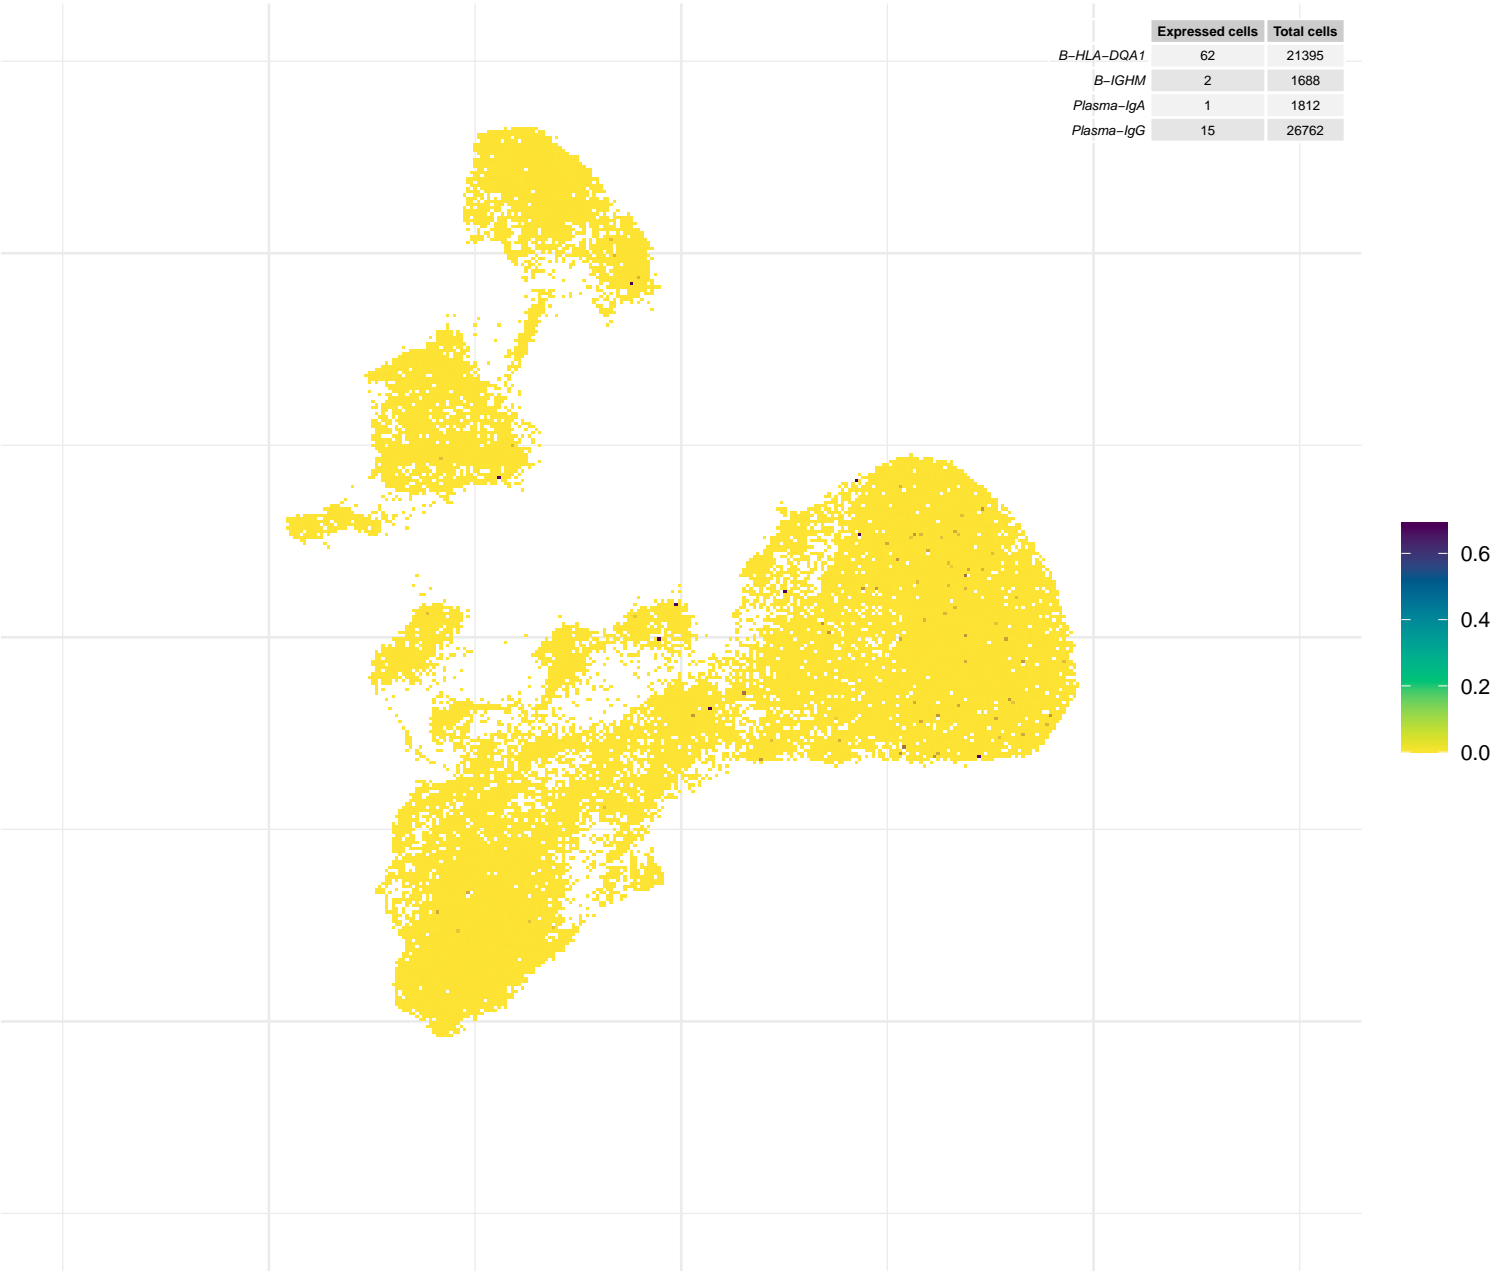 Expressed cells Total cells
B−HLA−DQA1 62 21395
B−IGHM 2 1688
Plasma−IgA 1 1812
Plasma−IgG 15 26762
0.6
0.4
0.2
0.0